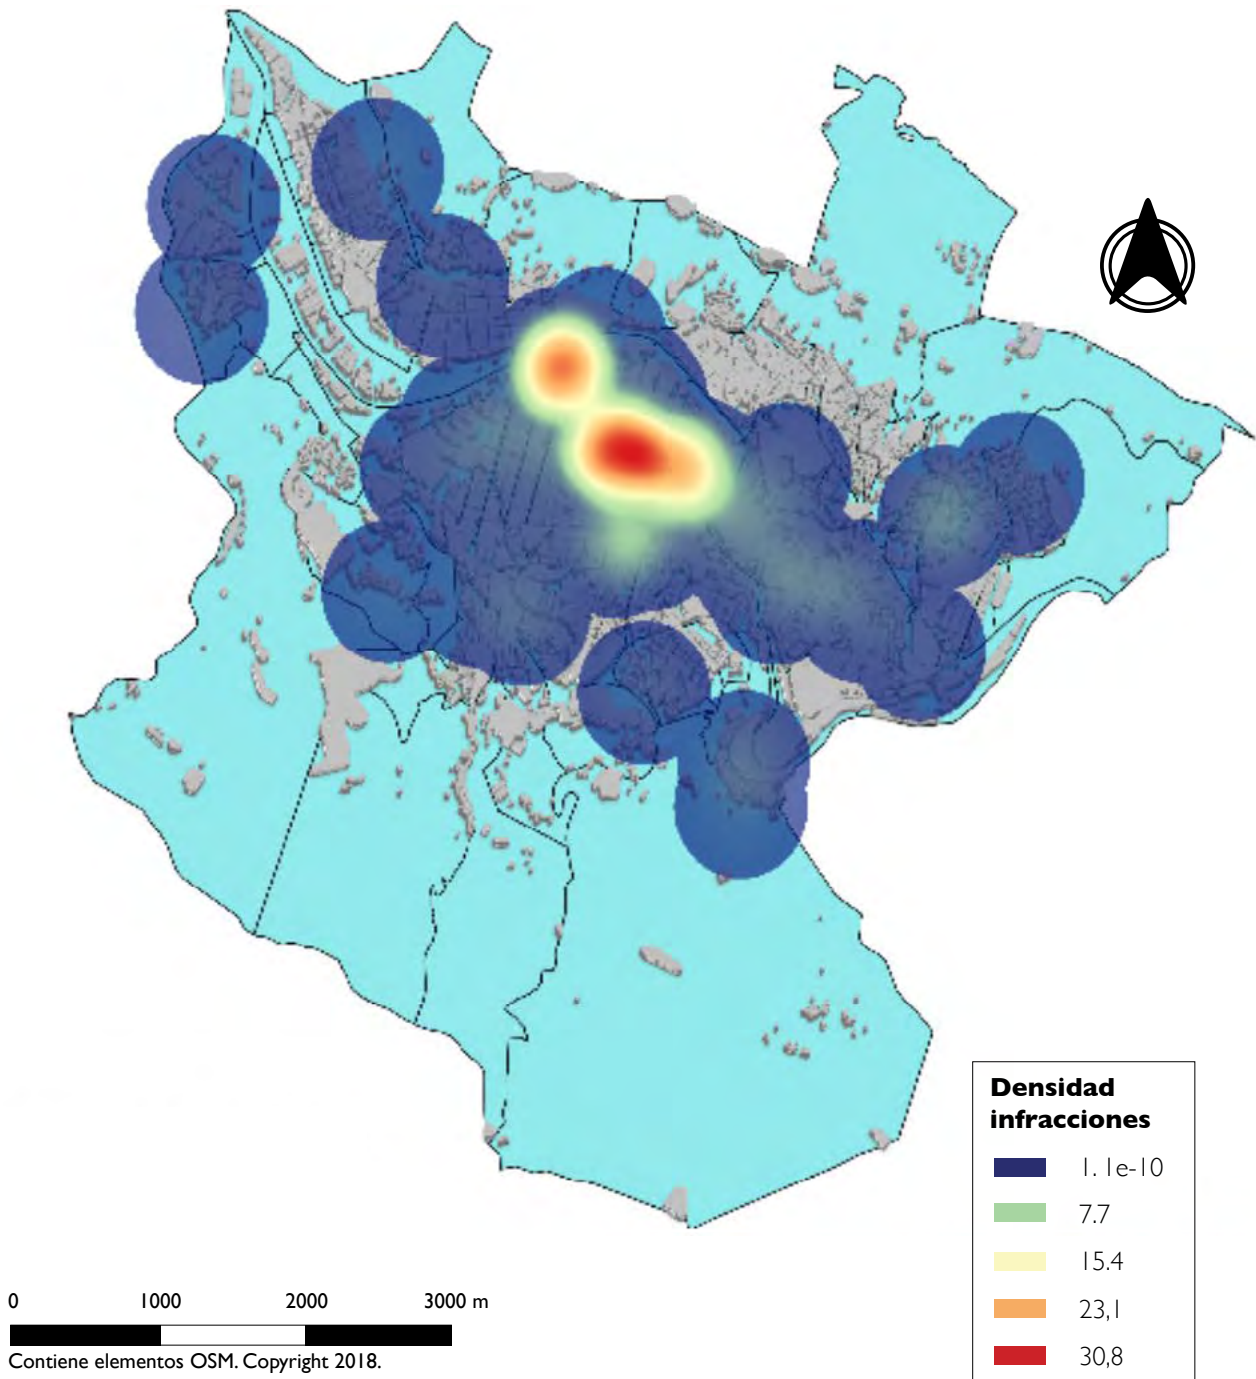 Densidad
infracciones
1.1e-10
7.7
15.4
23,1
30,8
0 1000 2000 3000 m
Contiene elementos OSM. Copyright 2018.